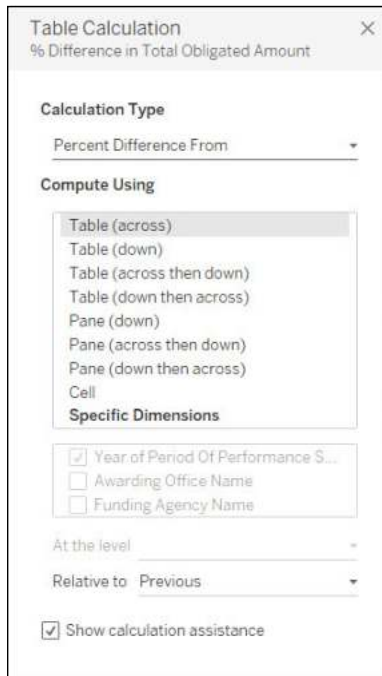 Table Calculation
% Difference in Total Obligated Amount
Calculation Type
Percent Difference From
Compute Using
Table (across)
Table (down)
Table (across then down)
Table (down then across)
Pane (down)
Pane (across then down)
Pane (down then across)
Cell
Specific Dimensions
Year of Period Of Performance S...
Awarding Office Name
Funding Agency Name
At the level
Relative to Previous
Show calculation assistance